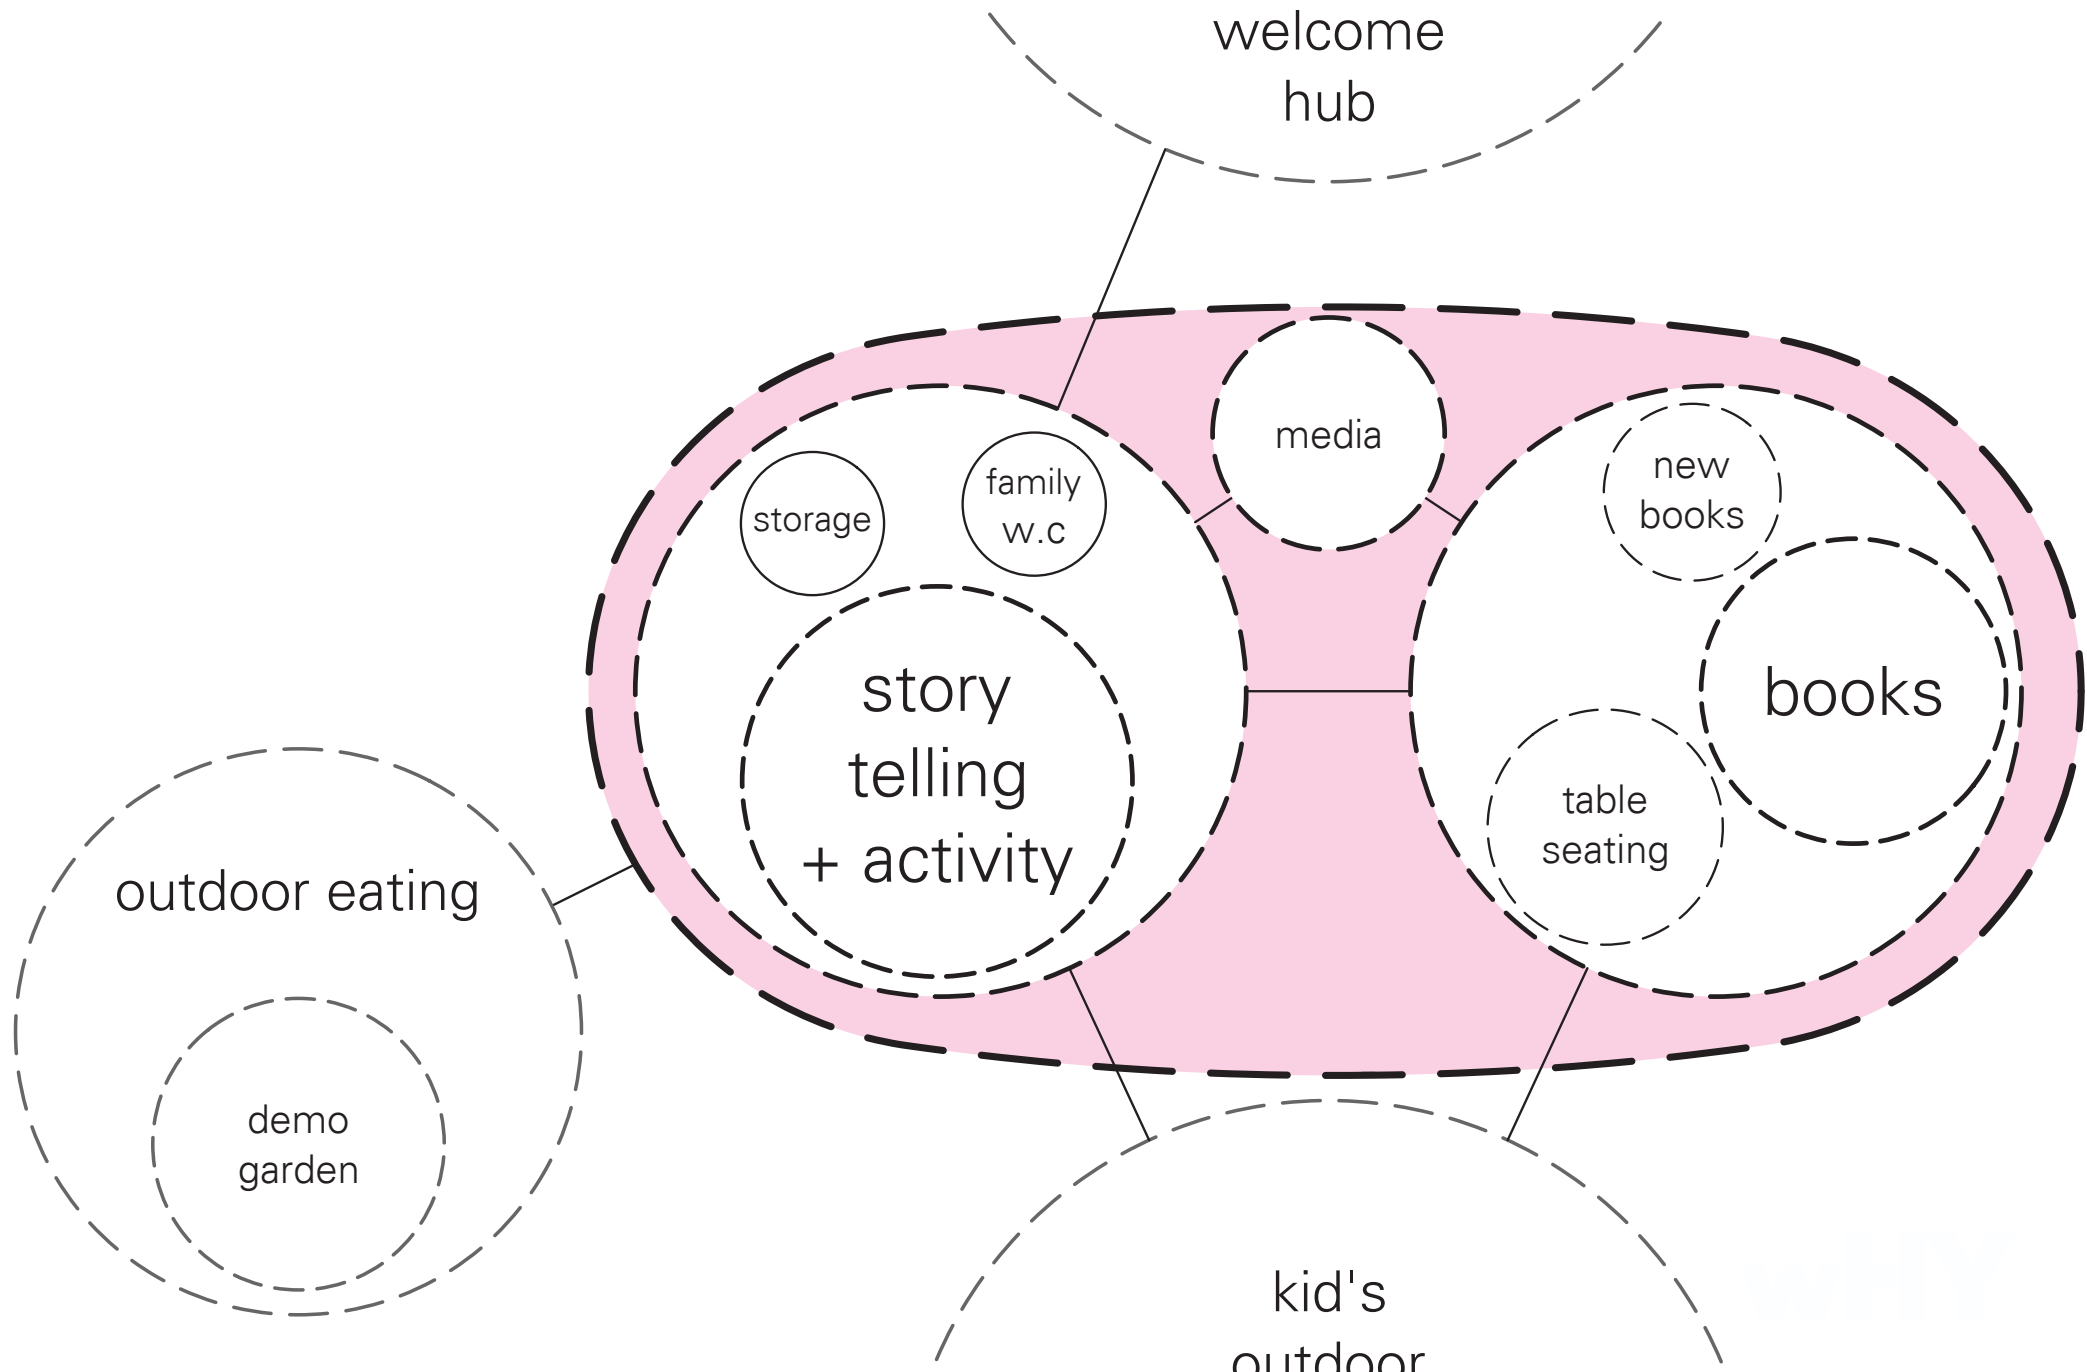 welcome
hub
media
storage
family
w.c
new
books
story
telling
+ activity
books
table
seating
outdoor eating
demo
garden
kid's
outdoor